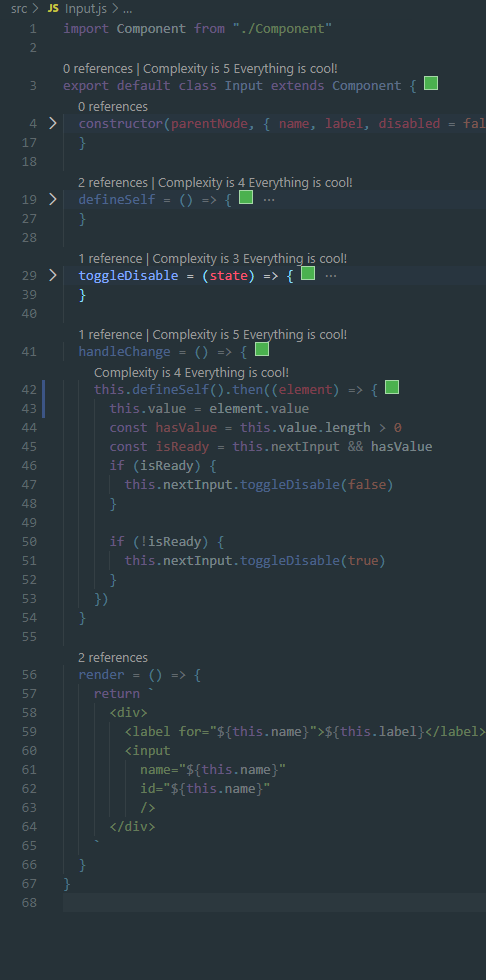 src > JS Input.js > ...
1 import Component from "./Component"
2
0 references | Complexity is 5 Everything is cool!
3 export default class Input extends Component {
0 references
4 constructor(parentNode, { name, label, disabled = fal
17 }
18
2 references | Complexity is 4 Everything is cool!
19 defineSelf = () => { ...
27 }
28
1 reference | Complexity is 3 Everything is cool!
29 toggleDisable = (state) => { ...
39 }
40
1 reference | Complexity is 5 Everything is cool!
41 handleChange = () => {
Complexity is 4 Everything is cool!
42 this.defineSelf().then((element) => {
43 this.value = element.value
44 const hasValue = this.value.length > 0
45 const isReady = this.nextInput && hasValue
46 if (isReady) {
47 this.nextInput.toggleDisable(false)
48 }
49
50 if (!isReady) {
51 this.nextInput.toggleDisable(true)
52 }
53 })
54 }
55
2 references
56 render = () => {
57 return `
58 <div>
59 <label for="${this.name}">${this.label}</label>
60 <input
61 name="${this.name}"
62 id="${this.name}"
63 />
64 </div>
65 `
66 }
67 }
68